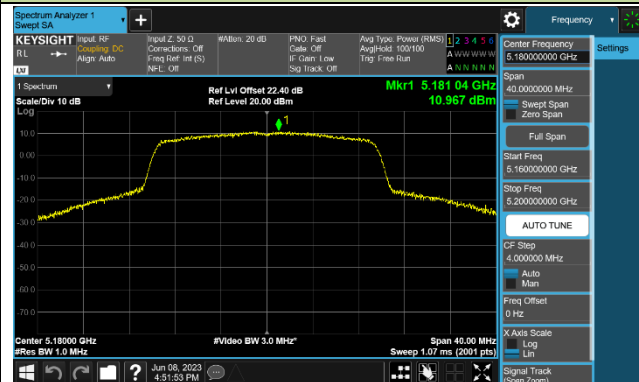 Spectrum Analyzer 1
Swept SA
Frequency
KEYSIGHT
RL
LXI
Input: RF
Coupling: DC
Align: Auto
Input Z: 50 Ω
Corrections: Off
Freq Ref: Int (S)
NFE: Off
#Atten: 20 dB
PNO: Fast
Gate: Off
IF Gain: Low
Sig Track: Off
Avg Type: Power (RMS)
Avg|Hold: 100/100
Trig: Free Run
1 2 3 4 5 6
A W W W W W
A N N N N N
1 Spectrum
Scale/Div 10 dB
Ref Lvl Offset 22.40 dB
Ref Level 20.00 dBm
Mkr1 5.181 04 GHz
10.967 dBm
Log
1
10.0
0.00
-10.0
-20.0
-30.0
-40.0
-50.0
-60.0
-70.0
Center 5.18000 GHz
#Res BW 1.0 MHz
#Video BW 3.0 MHz*
Span 40.00 MHz
Sweep 1.07 ms (2001 pts)
Jun 08, 2023
4:51:53 PM
Center Frequency
5.180000000 GHz
Settings
Span
40.0000000 MHz
Swept Span
Zero Span
Full Span
Start Freq
5.160000000 GHz
Stop Freq
5.200000000 GHz
AUTO TUNE
CF Step
4.000000 MHz
Auto
Man
Freq Offset
0 Hz
X Axis Scale
Log
Lin
Signal Track
(Span Zoom)